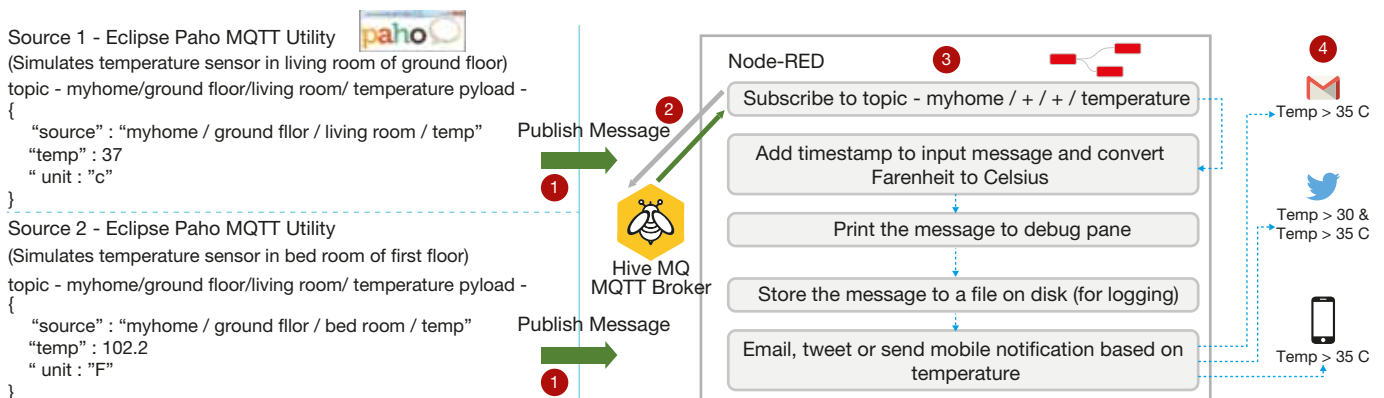 Source 1 - Eclipse Paho MQTT Utility
paho
(Simulates temperature sensor in living room of ground floor)
topic - myhome/ground floor/living room/ temperature pyload -
{
“source” : “myhome / ground fllor / living room / temp”
“temp” : 37
“ unit : ”c”
}
Publish Message
1
Source 2 - Eclipse Paho MQTT Utility
(Simulates temperature sensor in bed room of first floor)
topic - myhome/ground floor/living room/ temperature pyload -
{
“source” : “myhome / ground fllor / bed room / temp”
“temp” : 102.2
“ unit : ”F”
}
Publish Message
1
2
Hive MQ
MQTT Broker
Node-RED
3
Subscribe to topic - myhome / + / + / temperature
Add timestamp to input message and convert
Farenheit to Celsius
Print the message to debug pane
Store the message to a file on disk (for logging)
Email, tweet or send mobile notification based on
temperature
4
Temp > 35 C
Temp > 30 &
Temp > 35 C
Temp > 35 C